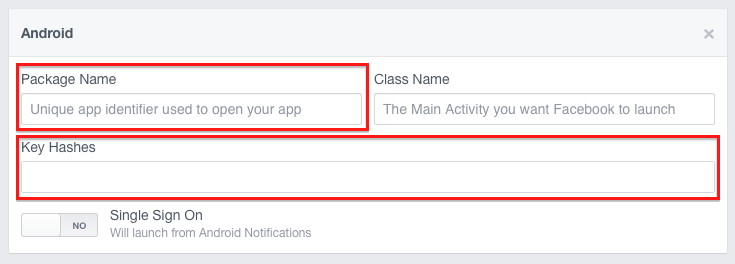 Android
×
Package Name
Class Name
Unique app identifier used to open your app
The Main Activity you want Facebook to launch
Key Hashes
NO
Single Sign On
Will launch from Android Notifications